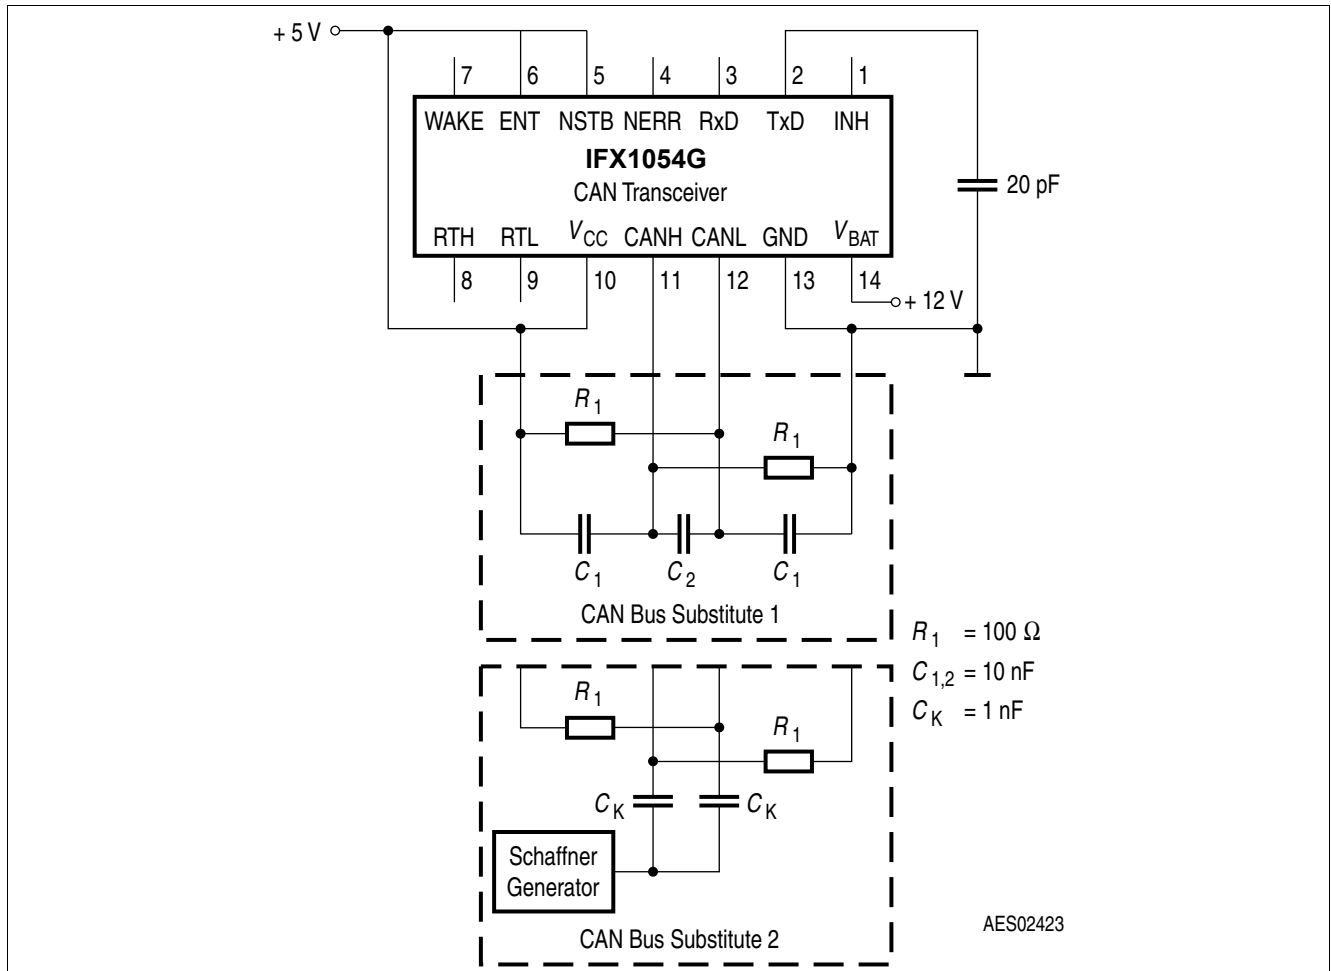 + 5 V
7 6 5 4 3 2 1
WAKE ENT NSTB NERR RxD TxD INH
IFX1054G
CAN Transceiver
20 pF
RTH RTL VCC CANH CANL GND VBAT
8 9 10 11 12 13 14
+ 12 V
R1
R1
C1 C2 C1
CAN Bus Substitute 1
R1 = 100 Ω
C1,2 = 10 nF
CK = 1 nF
R1
R1
CK CK
Schaffner
Generator
CAN Bus Substitute 2
AES02423